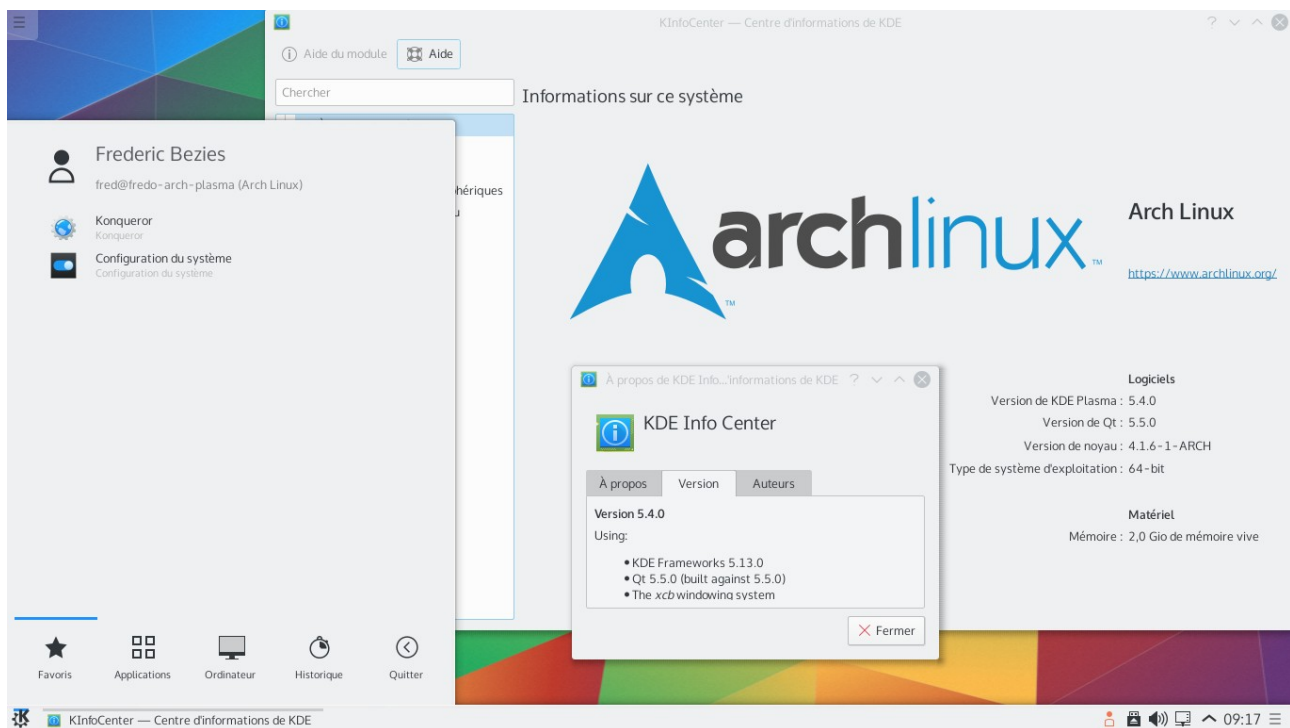 KInfoCenter — Centre d'informations de KDE
Aide du module
Aide
Chercher
Informations sur ce système
Frederic Bezies
fred@fredo-arch-plasma (Arch Linux)
Konqueror
Konqueror
Configuration du système
Configuration du système
archlinux
TM
TM
Arch Linux
https://www.archlinux.org/
À propos de KDE Info...'informations de KDE
KDE Info Center
À propos
Version
Auteurs
Version 5.4.0
Using:
• KDE Frameworks 5.13.0
• Qt 5.5.0 (built against 5.5.0)
• The xcb windowing system
Fermer
Logiciels
Version de KDE Plasma : 5.4.0
Version de Qt : 5.5.0
Version de noyau : 4.1.6-1-ARCH
Type de système d'exploitation : 64-bit
Matériel
Mémoire : 2,0 Gio de mémoire vive
Favoris
Applications
Ordinateur
Historique
Quitter
KInfoCenter — Centre d'informations de KDE
09:17